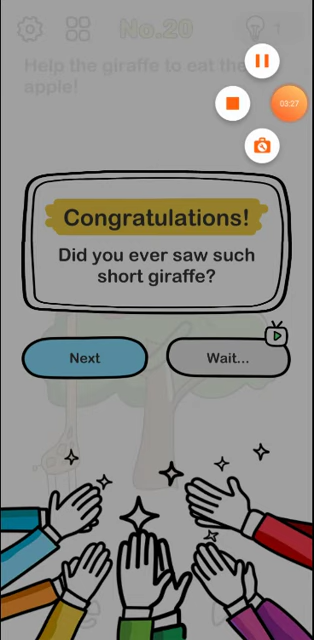 No.20
1
Help the giraffe to eat the
apple!
03:27
Congratulations!
Did you ever saw such
short giraffe?
Next
Wait...